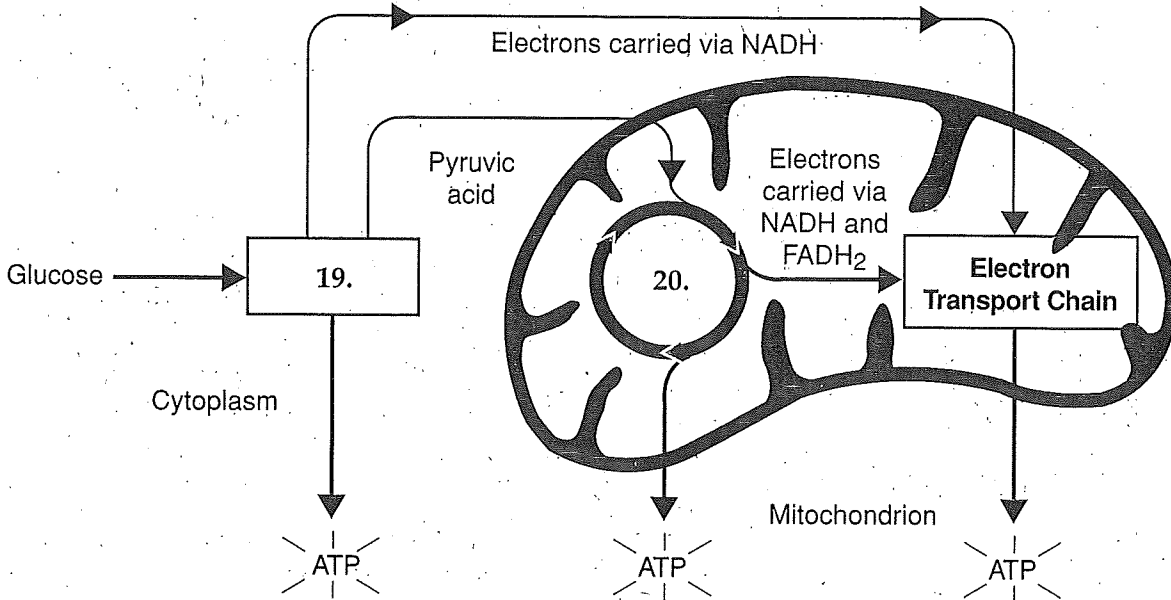 Electrons carried via NADH
Pyruvic
acid
Electrons
carried via
NADH and
FADH₂
Glucose
19.
20.
Electron
Transport Chain
Cytoplasm
Mitochondrion
ATP
ATP
ATP